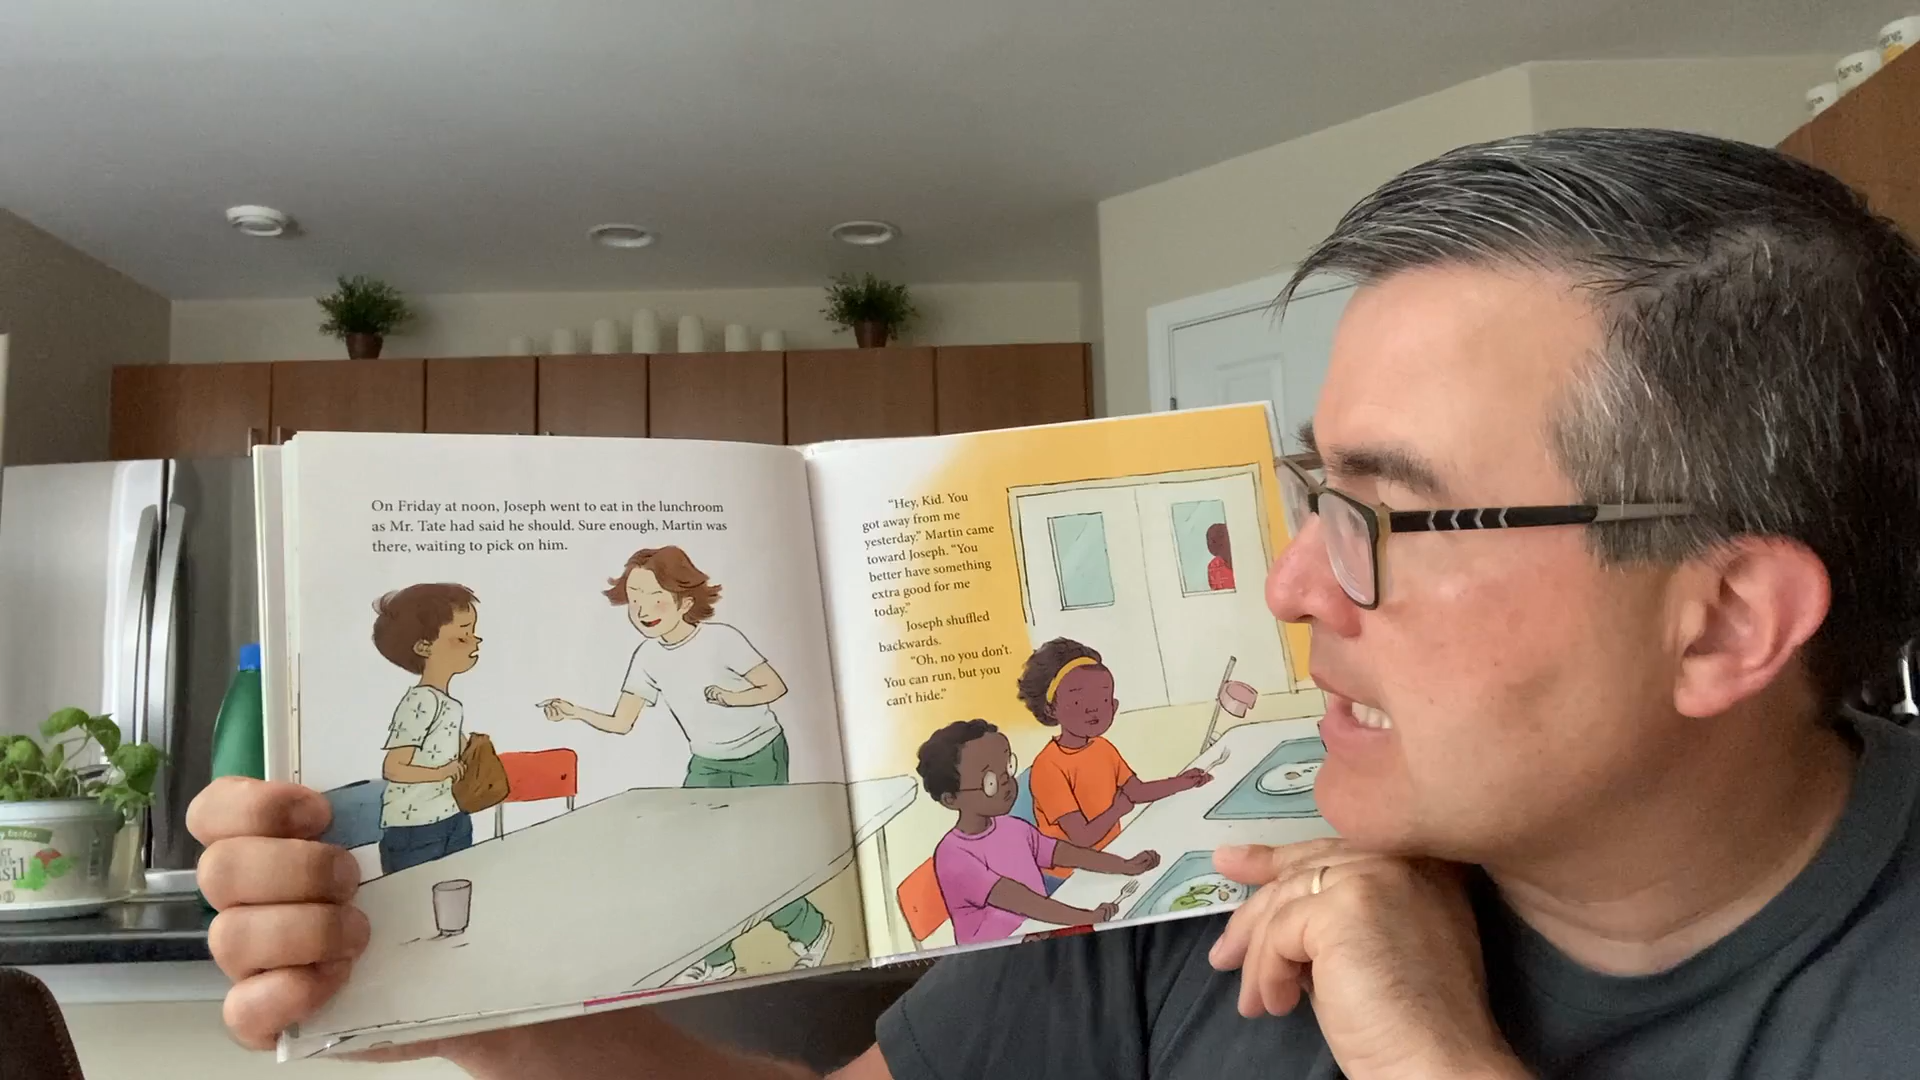 On Friday at noon, Joseph went to eat in the lunchroom
as Mr. Tate had said he should. Sure enough, Martin was
there, waiting to pick on him.
“Hey, Kid. You
got away from me
yesterday.” Martin came
toward Joseph. “You
better have something
extra good for me
today.”
Joseph shuffled
backwards.
“Oh, no you don’t.
You can run, but you
can’t hide.”